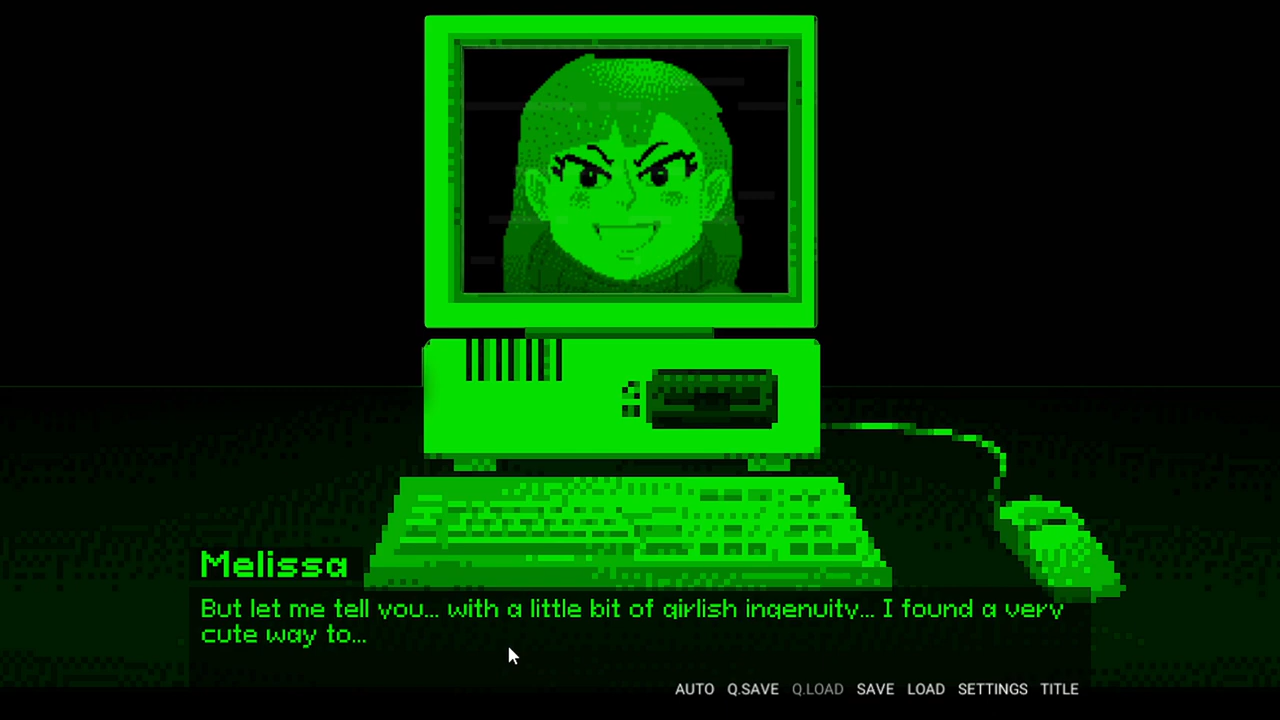 Melissa
But let me tell you... with a little bit of girlish ingenuity... I found a very
cute way to...
AUTO Q.SAVE Q.LOAD SAVE LOAD SETTINGS TITLE